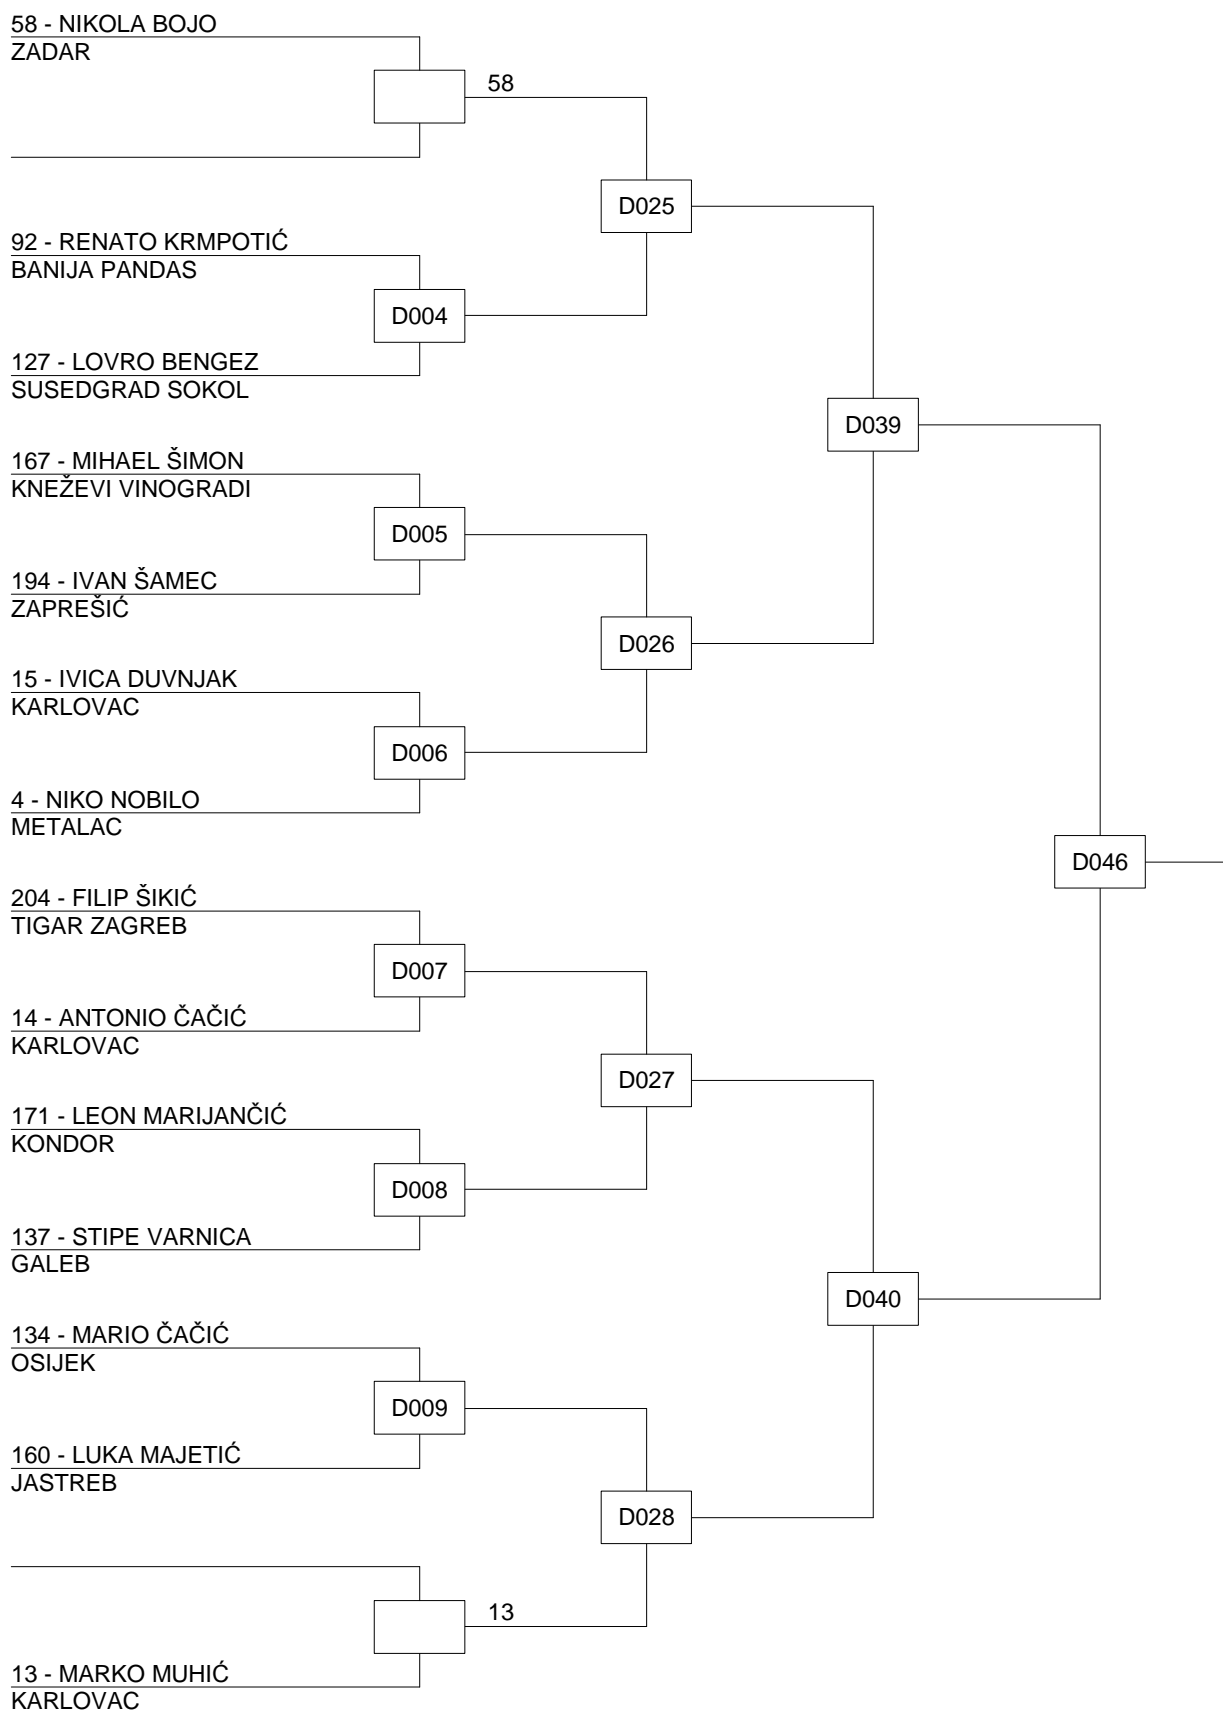 58 - NIKOLA BOJO
ZADAR
58
D025
92 - RENATO KRMPOTIĆ
BANIJA PANDAS
D004
127 - LOVRO BENGEZ
SUSEDGRAD SOKOL
D039
167 - MIHAEL ŠIMON
KNEŽEVI VINOGRADI
D005
194 - IVAN ŠAMEC
ZAPREŠIĆ
D026
15 - IVICA DUVNJAK
KARLOVAC
D006
4 - NIKO NOBILO
METALAC
D046
204 - FILIP ŠIKIĆ
TIGAR ZAGREB
D007
14 - ANTONIO ČAČIĆ
KARLOVAC
D027
171 - LEON MARIJANČIĆ
KONDOR
D008
137 - STIPE VARNICA
GALEB
D040
134 - MARIO ČAČIĆ
OSIJEK
D009
160 - LUKA MAJETIĆ
JASTREB
D028
13
13 - MARKO MUHIĆ
KARLOVAC